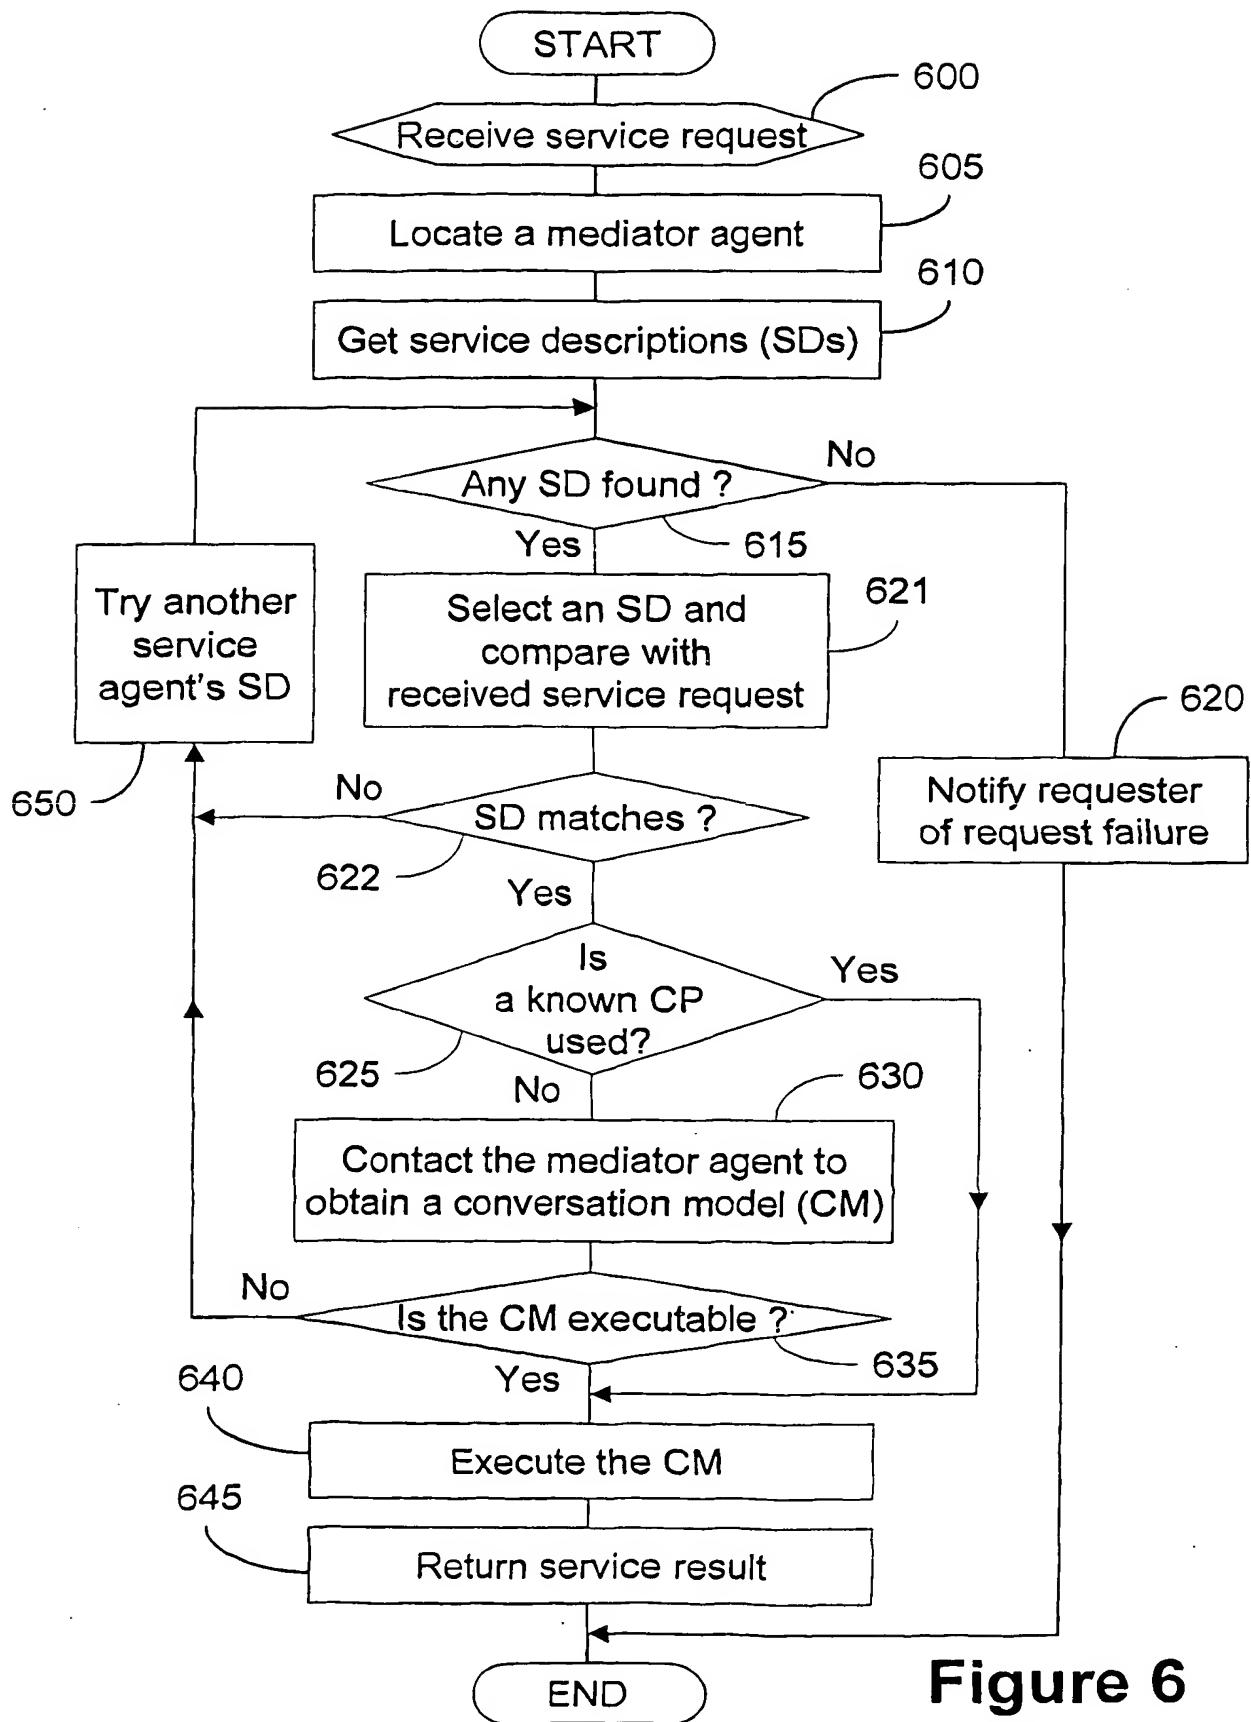 START
600
Receive service request
605
Locate a mediator agent
610
Get service descriptions (SDs)
No
Any SD found ?
Yes
615
Try another
service
agent's SD
650
621
Select an SD and
compare with
received service request
620
Notify requester
of request failure
No
SD matches ?
622
Yes
Is
a known CP
used?
Yes
625
No
630
Contact the mediator agent to
obtain a conversation model (CM)
No
Is the CM executable ?
635
Yes
640
Execute the CM
645
Return service result
END
Figure 6